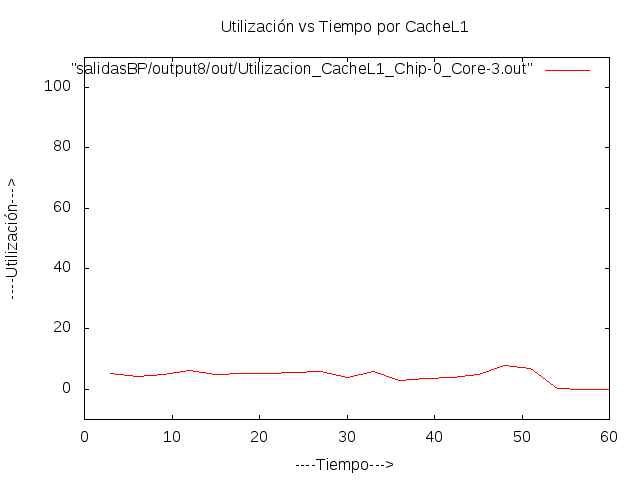 Utilización vs Tiempo por CacheL1
"salidasBP/output8/out/Utilizacion_CacheL1_Chip-0_Core-3.out"
100
80
60
40
20
0
----Utilización--->
0 10 20 30 40 50 60
----Tiempo--->